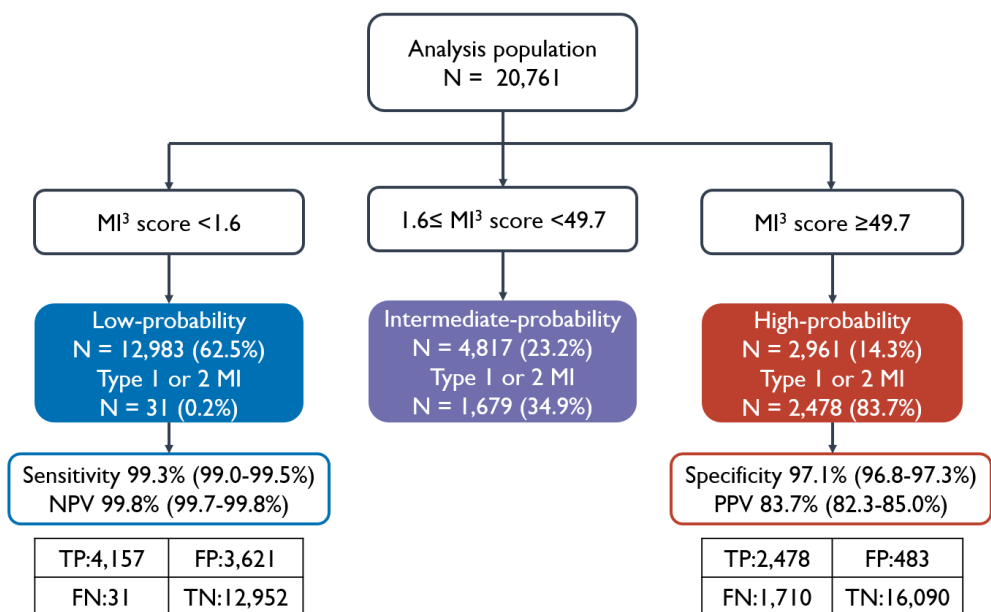 Analysis population
N = 20,761
MI³ score <1.6
1.6≤ MI³ score <49.7
MI³ score ≥49.7
Low-probability
N = 12,983 (62.5%)
Type 1 or 2 MI
N = 31 (0.2%)
Intermediate-probability
N = 4,817 (23.2%)
Type 1 or 2 MI
N = 1,679 (34.9%)
High-probability
N = 2,961 (14.3%)
Type 1 or 2 MI
N = 2,478 (83.7%)
Sensitivity 99.3% (99.0-99.5%)
NPV 99.8% (99.7-99.8%)
Specificity 97.1% (96.8-97.3%)
PPV 83.7% (82.3-85.0%)
TP:4,157 FP:3,621
FN:31 TN:12,952
TP:2,478 FP:483
FN:1,710 TN:16,090